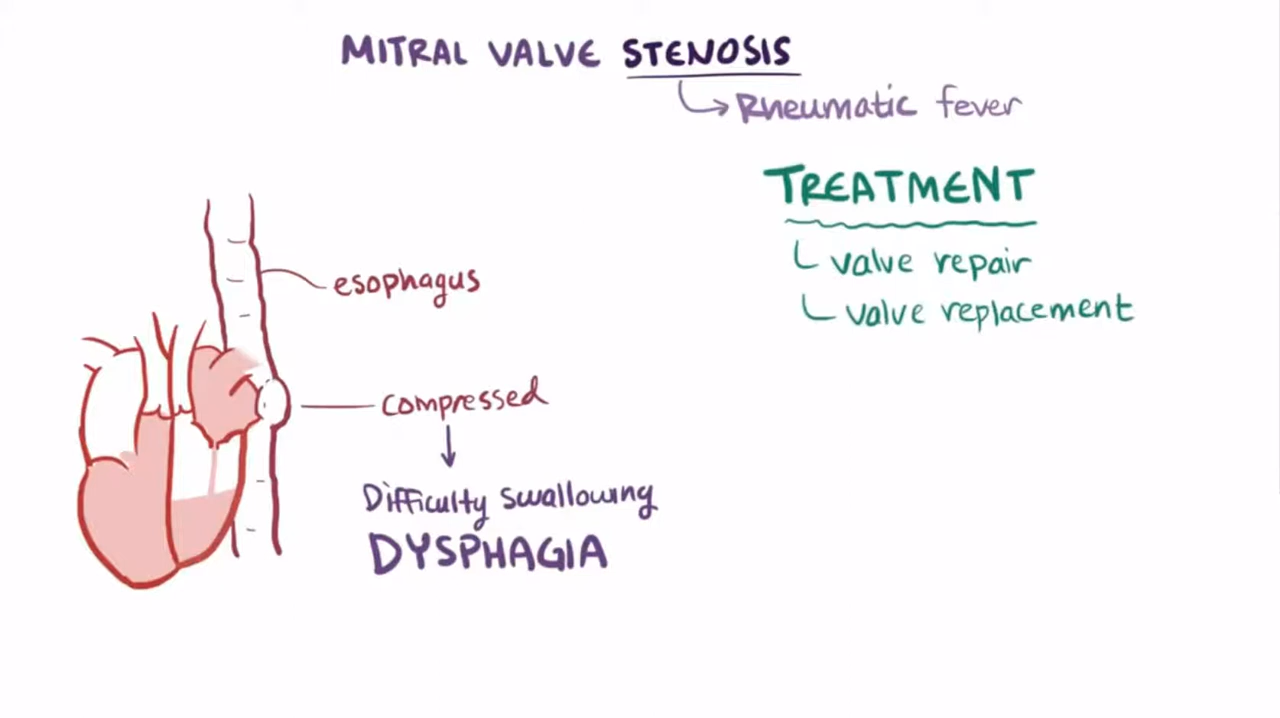 MITRAL VALVE STENOSIS
Rheumatic fever
TREATMENT
valve repair
valve replacement
esophagus
compressed
Difficulty swallowing
DYSPHAGIA